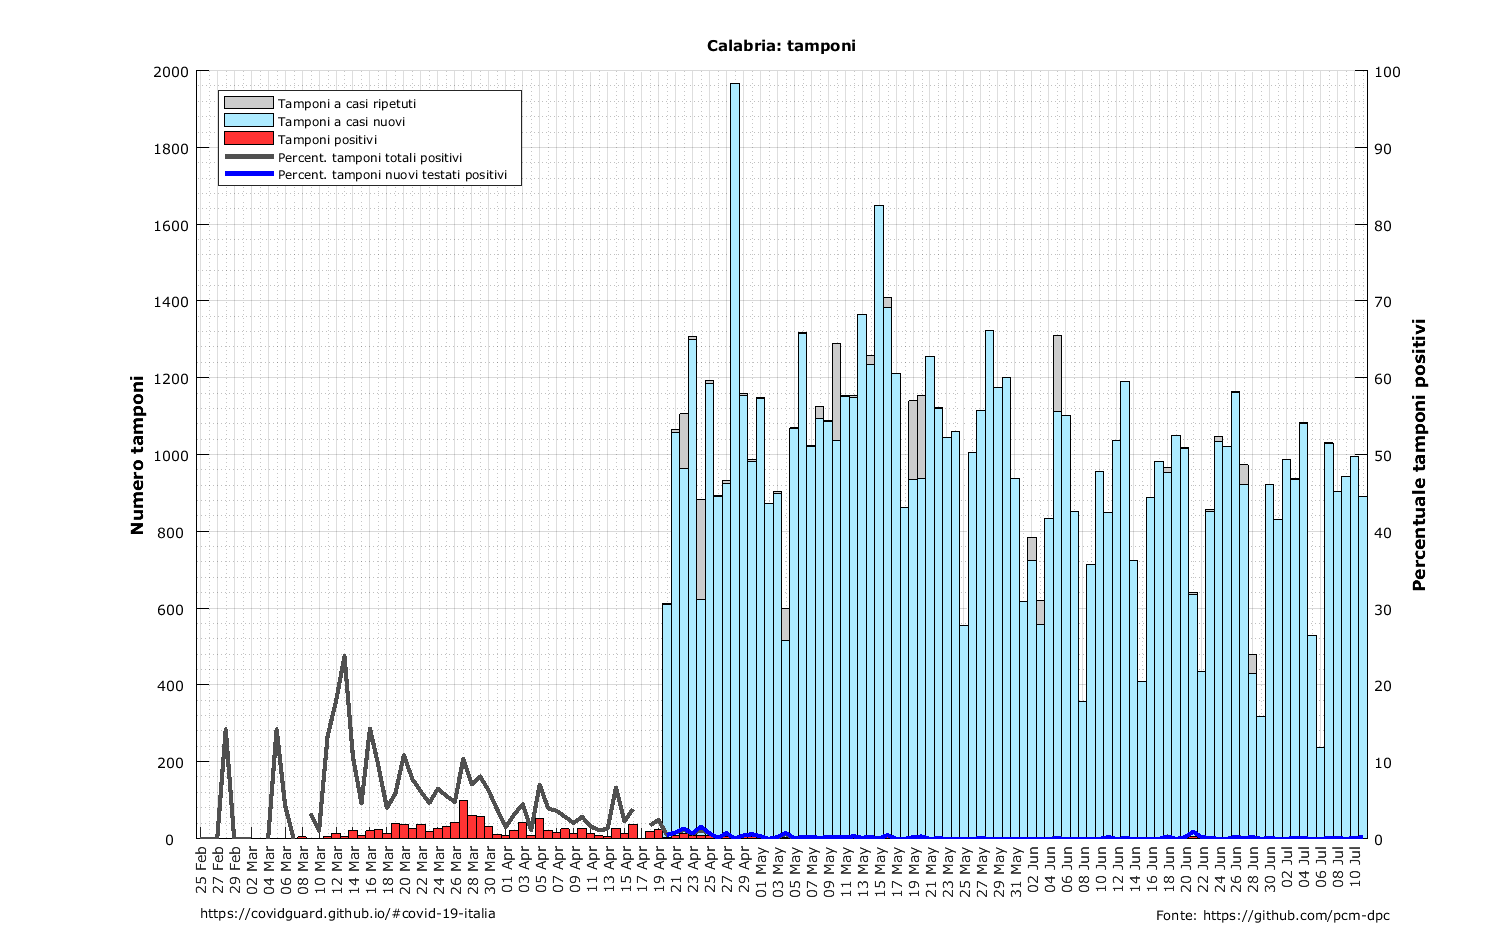 Calabria: tamponi
Tamponi a casi ripetuti
Tamponi a casi nuovi
Tamponi positivi
Percent. tamponi totali positivi
Percent. tamponi nuovi testati positivi
Numero tamponi
2000
1800
1600
1400
1200
1000
800
600
400
200
0
Percentuale tamponi positivi
100
90
80
70
60
50
40
30
20
10
0
25 Feb
27 Feb
29 Feb
02 Mar
04 Mar
06 Mar
08 Mar
10 Mar
12 Mar
14 Mar
16 Mar
18 Mar
20 Mar
22 Mar
24 Mar
26 Mar
28 Mar
30 Mar
01 Apr
03 Apr
05 Apr
07 Apr
09 Apr
11 Apr
13 Apr
15 Apr
17 Apr
19 Apr
21 Apr
23 Apr
25 Apr
27 Apr
29 Apr
01 May
03 May
05 May
07 May
09 May
11 May
13 May
15 May
17 May
19 May
21 May
23 May
25 May
27 May
29 May
31 May
02 Jun
04 Jun
06 Jun
08 Jun
10 Jun
12 Jun
14 Jun
16 Jun
18 Jun
20 Jun
22 Jun
24 Jun
26 Jun
28 Jun
30 Jun
02 Jul
04 Jul
06 Jul
08 Jul
10 Jul
https://covidguard.github.io/#covid-19-italia
Fonte: https://github.com/pcm-dpc